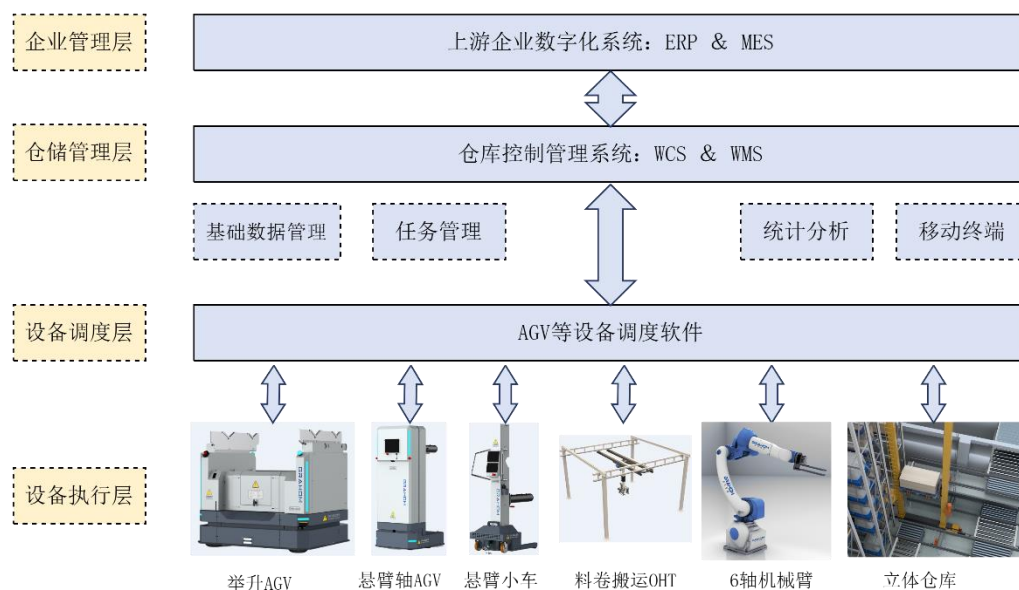 企业管理层
上游企业数字化系统：ERP & MES
仓储管理层
仓库控制管理系统：WCS & WMS
基础数据管理
任务管理
统计分析
移动终端
设备调度层
AGV等设备调度软件
设备执行层
举升AGV
悬臂轴AGV
悬臂小车
料卷搬运OHT
6轴机械臂
立体仓库